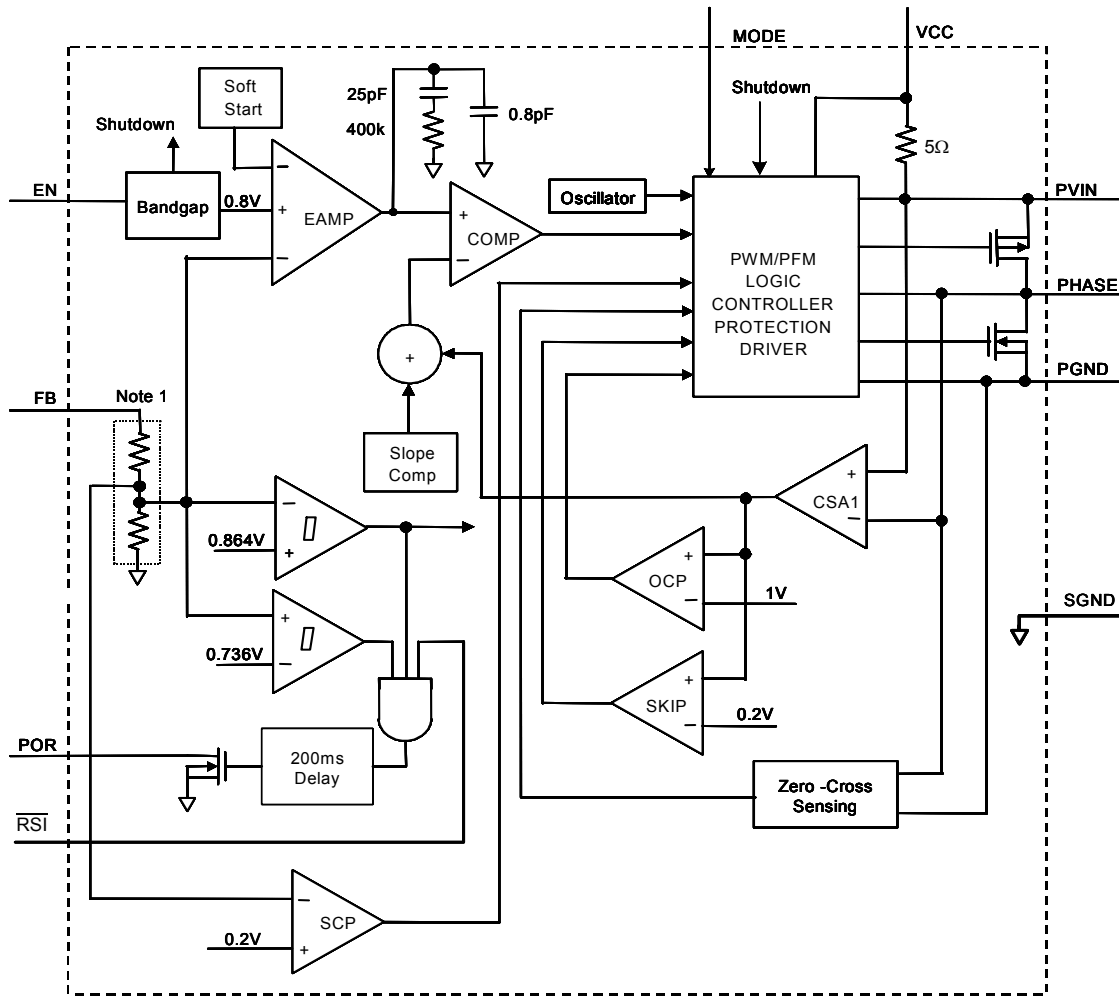 MODE
VCC
Soft
Start
25pF
400k
0.8pF
Shutdown
Shutdown
5Ω
EN
Bandgap
0.8V
−
+
−
EAMP
+
−
COMP
Oscillator
PVIN
PWM/PFM
LOGIC
CONTROLLER
PROTECTION
DRIVER
PHASE
PGND
+
FB
Note 1
Slope
Comp
+
−
CSA1
−
+
0.864V
+
−
OCP
1V
SGND
+
−
0.736V
+
−
SKIP
0.2V
POR
200ms
Delay
Zero -Cross
Sensing
RSI
−
+
SCP
0.2V